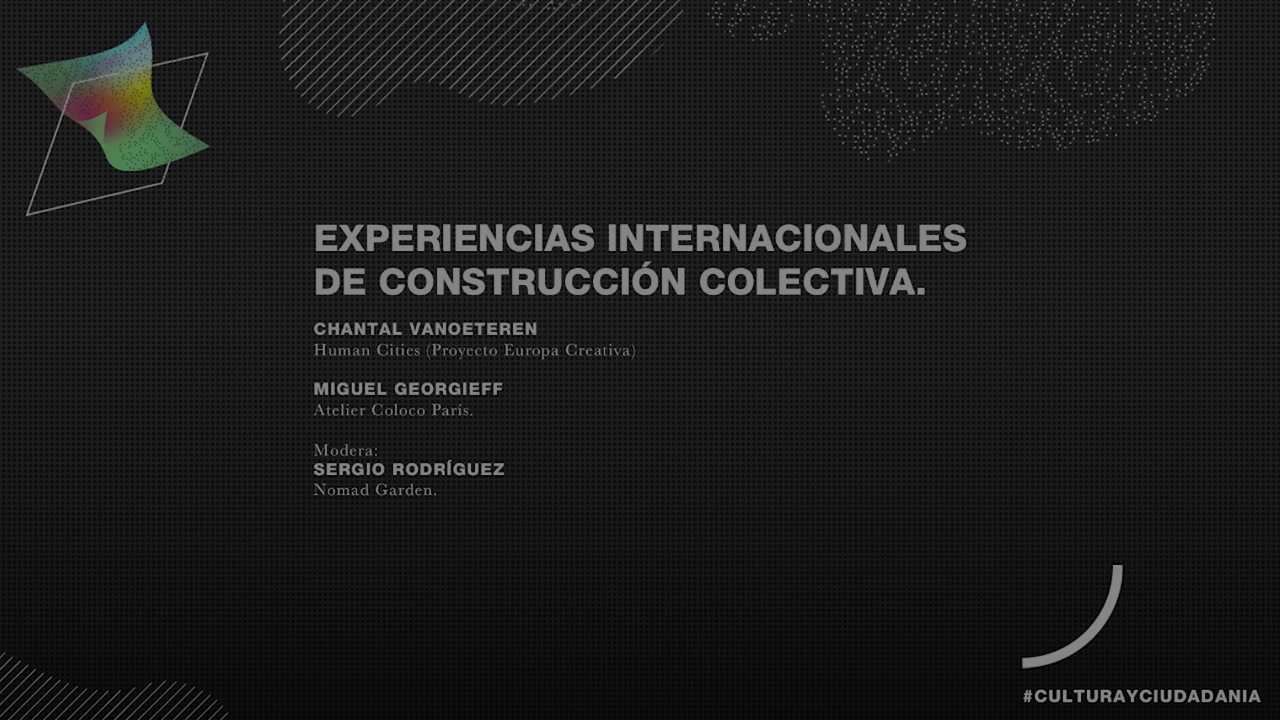 EXPERIENCIAS INTERNACIONALES
DE CONSTRUCCIÓN COLECTIVA.
CHANTAL VANOETEREN
Human Cities (Proyecto Europa Creativa)
MIGUEL GEORGIEFF
Atelier Coloco París.
Modera:
SERGIO RODRÍGUEZ
Nomad Garden.
#CULTURAYCIUDADANIA